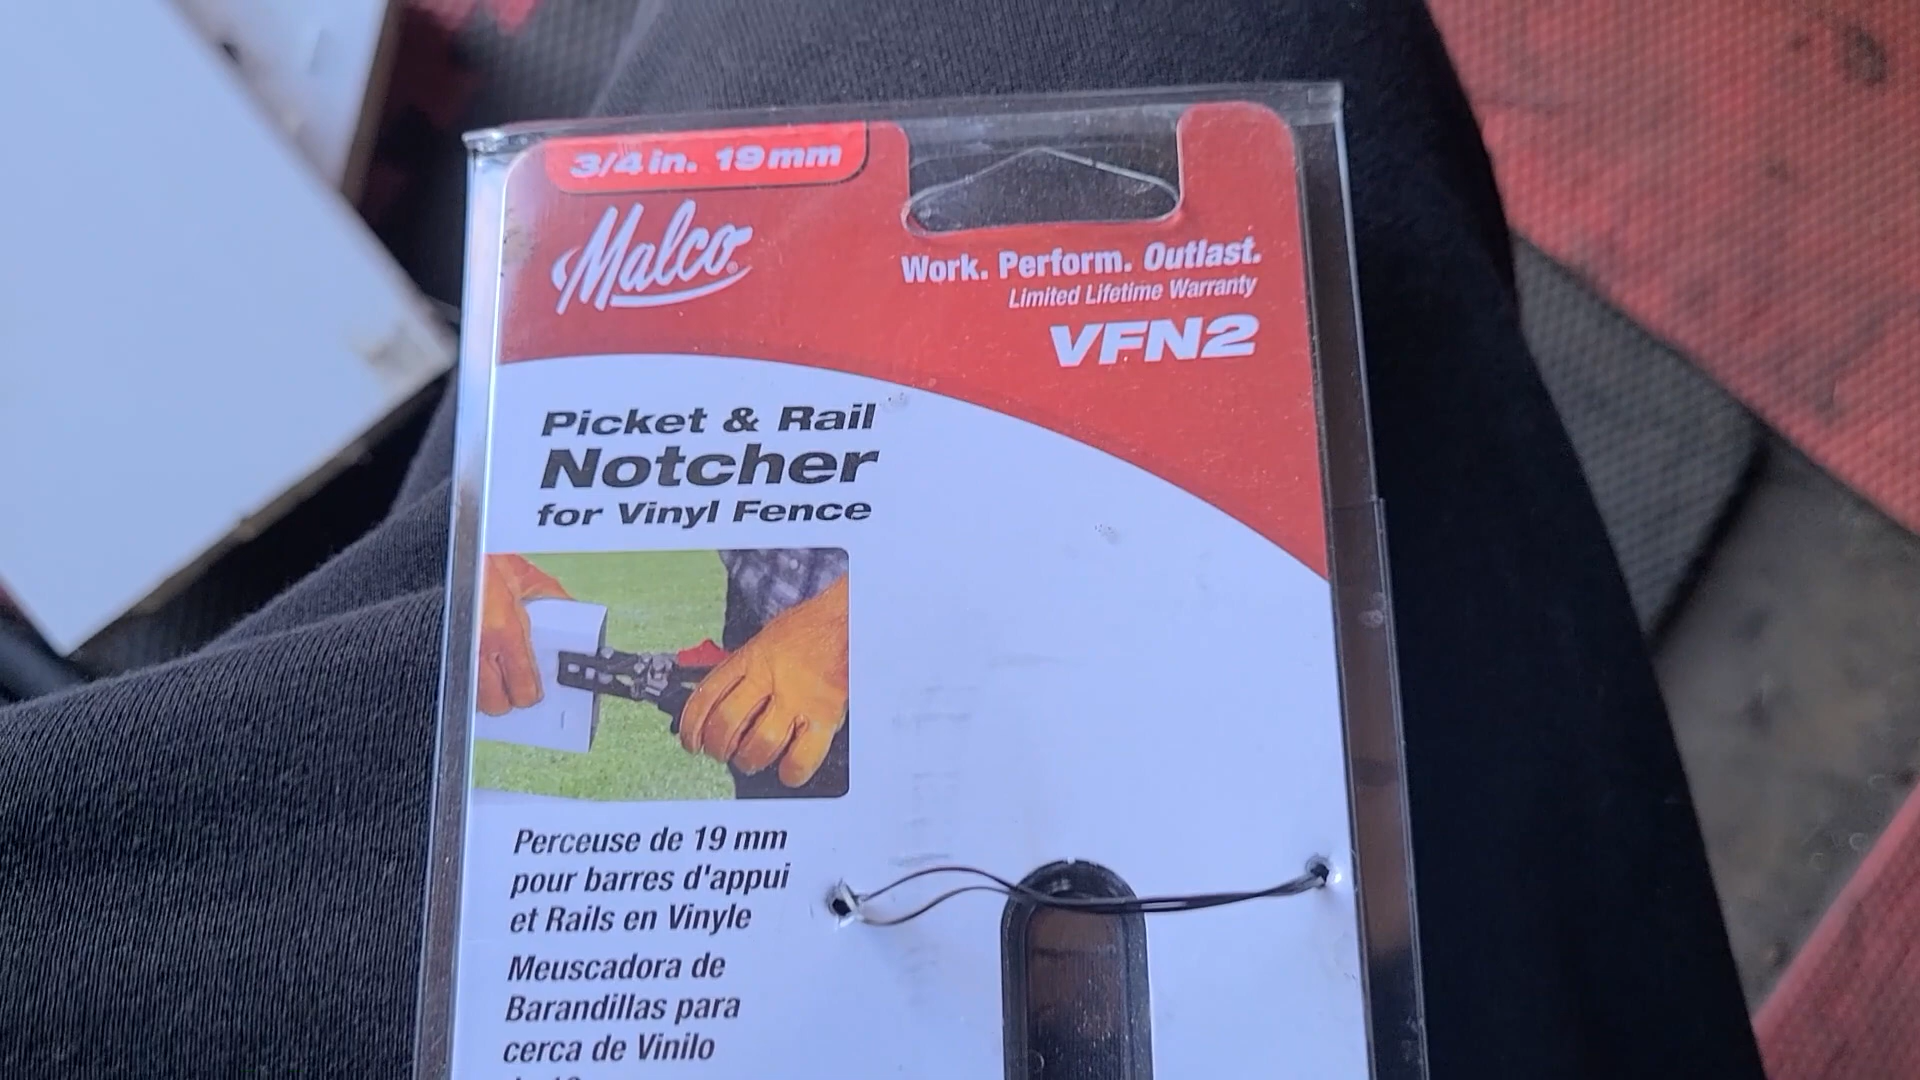 3/4 in. 19 mm
Malco®
Work. Perform. Outlast.
Limited Lifetime Warranty
VFN2
Picket & Rail
Notcher
for Vinyl Fence
Perceuse de 19 mm
pour barres d'appui
et Rails en Vinyle
Meuscadora de
Barandillas para
cerca de Vinilo